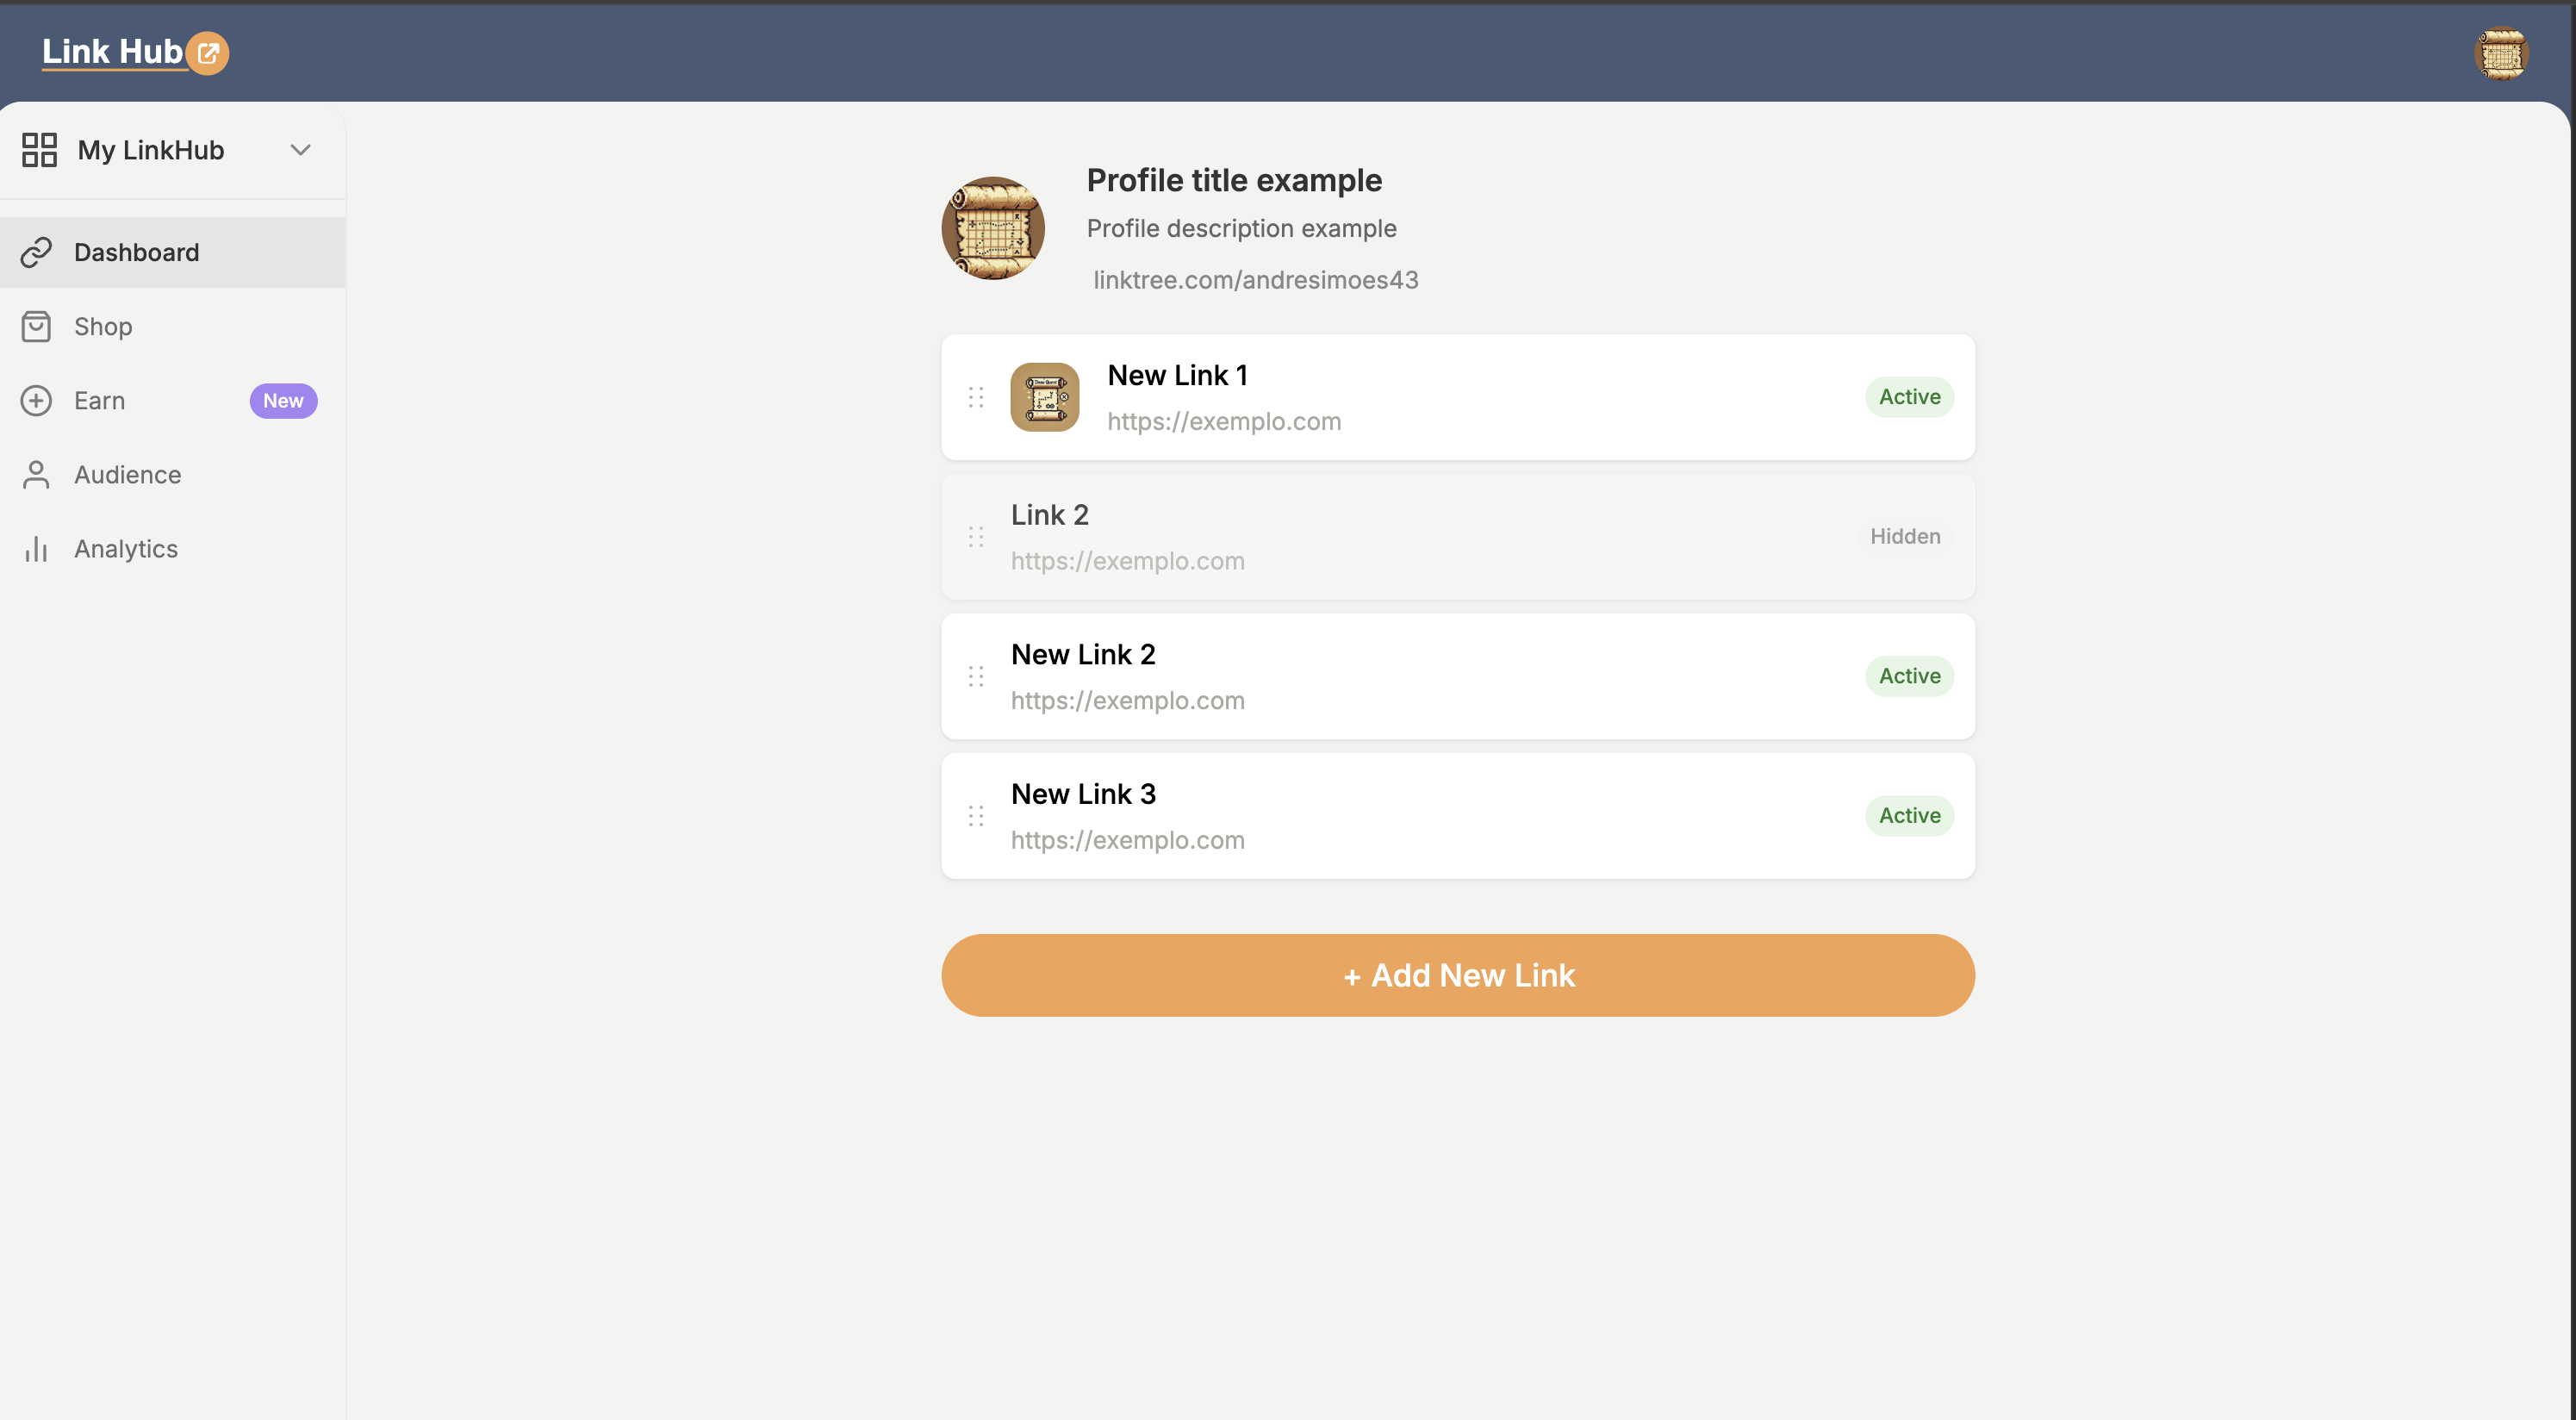 Link Hub
My LinkHub
Dashboard
Shop
Earn New
Audience
Analytics
Profile title example
Profile description example
linktree.com/andresimoes43
New Link 1
https://exemplo.com
Active
Link 2
https://exemplo.com
Hidden
New Link 2
https://exemplo.com
Active
New Link 3
https://exemplo.com
Active
+ Add New Link